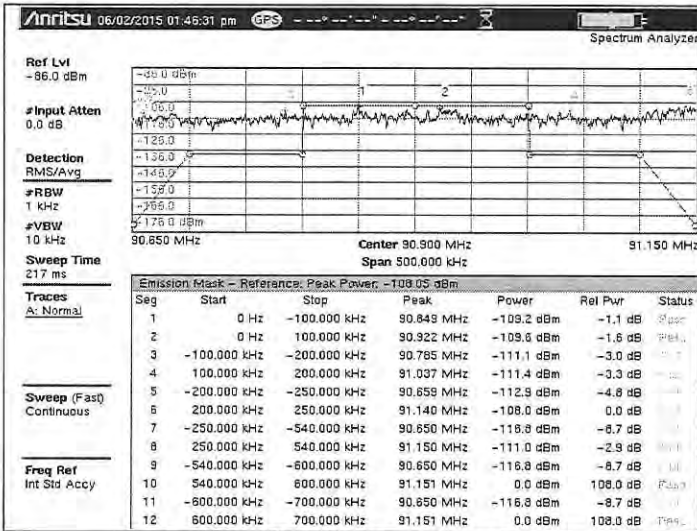 Anritsu 06/02/2015 01:46:31 pm GPS
Spectrum Analyzer
Ref Lvl
-86.0 dBm
#Input Atten
0.0 dB
Detection
RMS/Avg
#RBW
1 kHz
#VBW
10 kHz
Sweep Time
217 ms
Traces
A: Normal
Sweep (Fast)
Continuous
Freq Ref
Int Std Accy
-86.0 dBm
1 2
-126.0
-136.0
-146.0
-156.0
-166.0
-176.0 dBm
90.650 MHz Center 90.900 MHz 91.150 MHz
Span 500.000 kHz
Emission Mask - Reference: Peak Power: -108.05 dBm
Seg Start Stop Peak Power Rel Pwr Status
1 0 Hz -100.000 kHz 90.849 MHz -109.2 dBm -1.1 dB
2 0 Hz 100.000 kHz 90.922 MHz -109.6 dBm -1.6 dB
3 -100.000 kHz -200.000 kHz 90.785 MHz -111.1 dBm -3.0 dB
4 100.000 kHz 200.000 kHz 91.037 MHz -111.4 dBm -3.3 dB
5 -200.000 kHz -250.000 kHz 90.659 MHz -112.9 dBm -4.8 dB
6 200.000 kHz 250.000 kHz 91.140 MHz -108.0 dBm 0.0 dB
7 -250.000 kHz -540.000 kHz 90.650 MHz -116.8 dBm -8.7 dB
8 250.000 kHz 540.000 kHz 91.150 MHz -111.0 dBm -2.9 dB
9 -540.000 kHz -600.000 kHz 90.650 MHz -116.8 dBm -8.7 dB
10 540.000 kHz 600.000 kHz 91.151 MHz 0.0 dBm 108.0 dB
11 -600.000 kHz -700.000 kHz 90.650 MHz -116.8 dBm -8.7 dB
12 600.000 kHz 700.000 kHz 91.151 MHz 0.0 dBm 108.0 dB